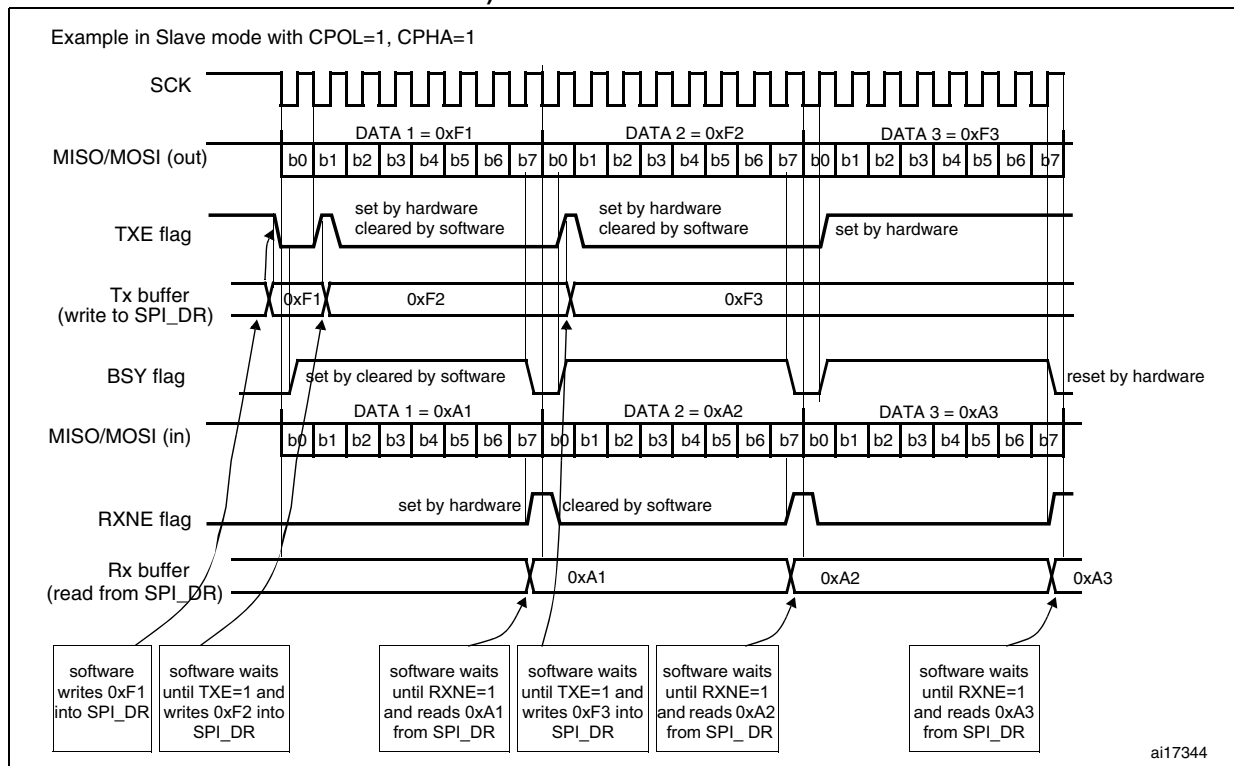 Example in Slave mode with CPOL=1, CPHA=1
SCK
DATA 1 = 0xF1 DATA 2 = 0xF2 DATA 3 = 0xF3
MISO/MOSI (out) b0 b1 b2 b3 b4 b5 b6 b7 b0 b1 b2 b3 b4 b5 b6 b7 b0 b1 b2 b3 b4 b5 b6 b7
set by hardware set by hardware
cleared by software cleared by software
TXE flag set by hardware
Tx buffer 0xF1 0xF2 0xF3
(write to SPI_DR)
BSY flag set by cleared by software reset by hardware
DATA 1 = 0xA1 DATA 2 = 0xA2 DATA 3 = 0xA3
MISO/MOSI (in) b0 b1 b2 b3 b4 b5 b6 b7 b0 b1 b2 b3 b4 b5 b6 b7 b0 b1 b2 b3 b4 b5 b6 b7
set by hardware cleared by software
RXNE flag
Rx buffer 0xA1 0xA2 0xA3
(read from SPI_DR)
software
writes 0xF1
into SPI_DR
software waits
until TXE=1 and
writes 0xF2 into
SPI_DR
software waits
until RXNE=1
and reads 0xA1
from SPI_DR
software waits
until TXE=1 and
writes 0xF3 into
SPI_DR
software waits
until RXNE=1
and reads 0xA2
from SPI_ DR
software waits
until RXNE=1
and reads 0xA3
from SPI_DR
ai17344